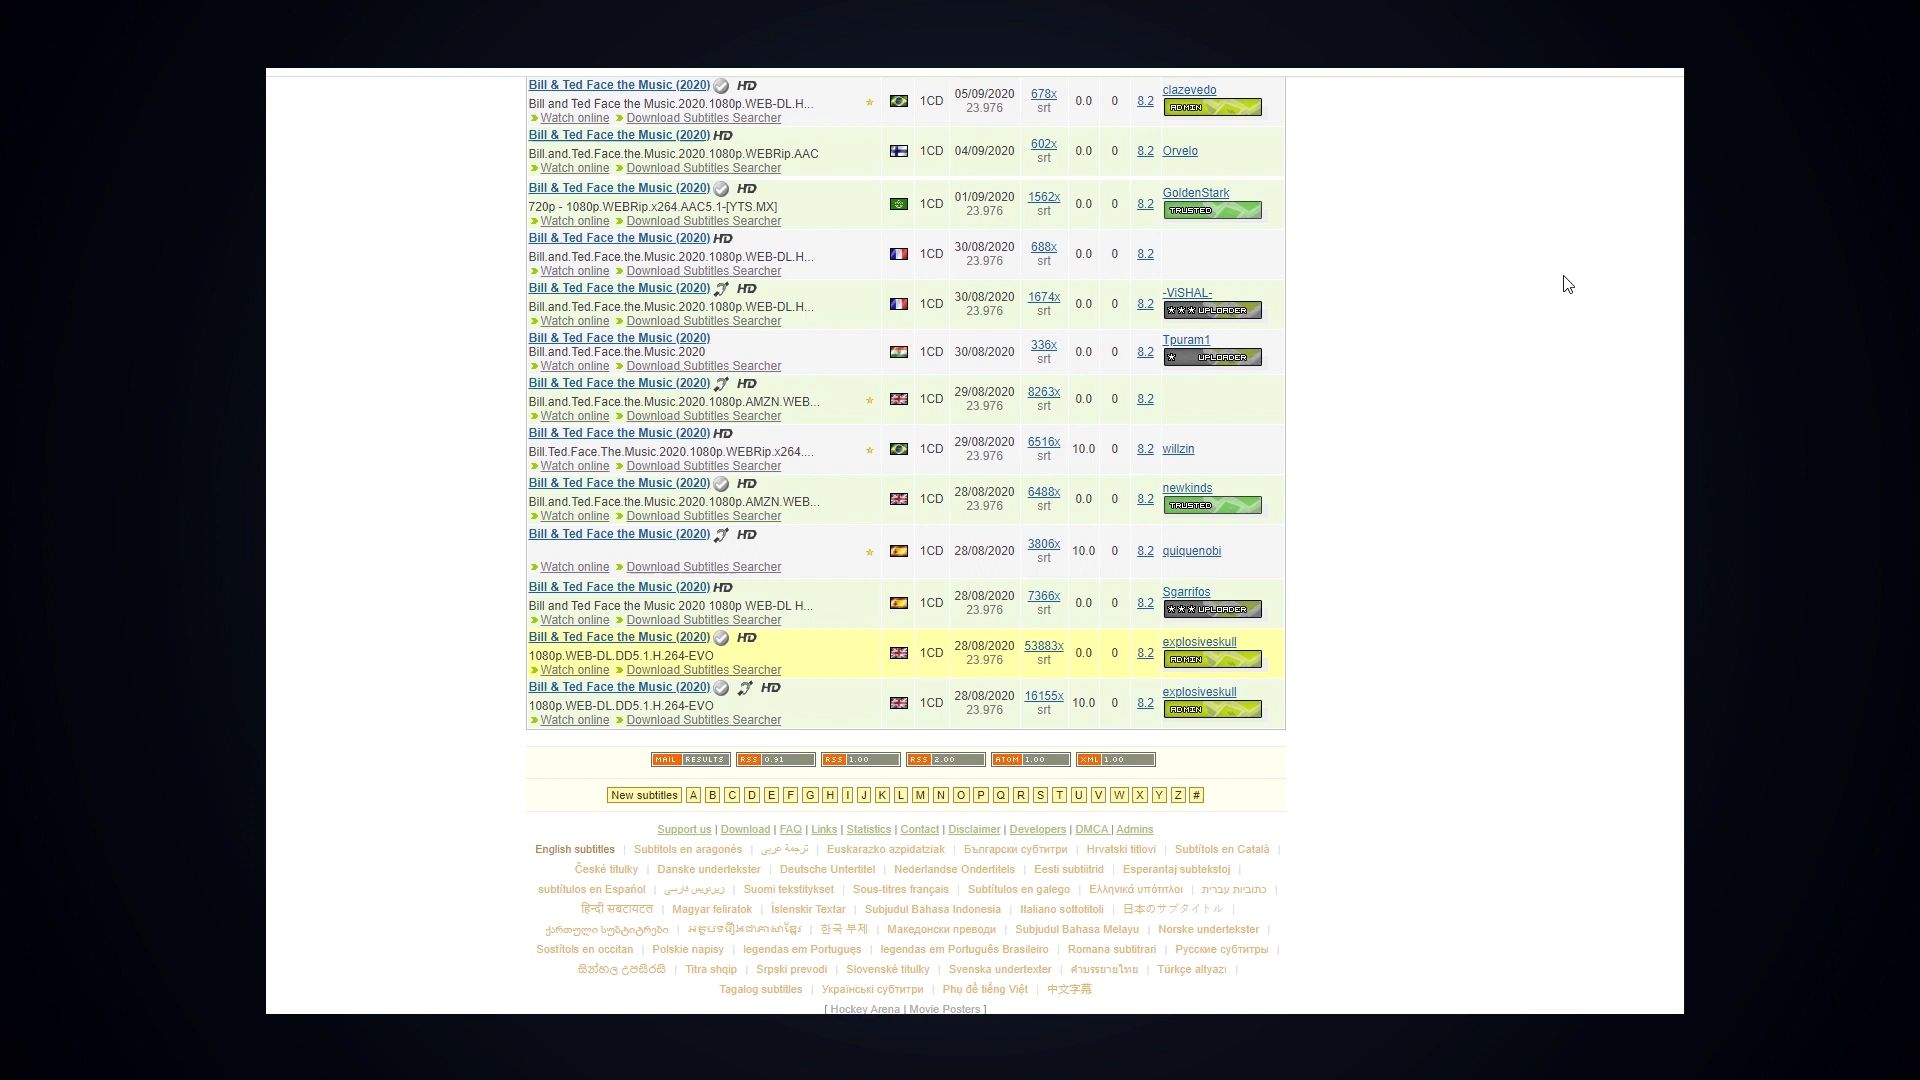 Bill & Ted Face the Music (2020) HD
Bill and Ted Face the Music.2020.1080p.WEB-DL.H...
Watch online Download Subtitles Searcher
1CD 05/09/2020 23.976 678x srt 0.0 0 8.2 clazevedo ADMIN
Bill & Ted Face the Music (2020) HD
Bill.and.Ted.Face.the.Music.2020.1080p.WEBRip.AAC
Watch online Download Subtitles Searcher
1CD 04/09/2020 602x srt 0.0 0 8.2 Orvelo
Bill & Ted Face the Music (2020) HD
720p - 1080p.WEBRip.x264.AAC5.1-[YTS.MX]
Watch online Download Subtitles Searcher
1CD 01/09/2020 23.976 1562x srt 0.0 0 8.2 GoldenStark TRUSTED
Bill & Ted Face the Music (2020) HD
Bill.and.Ted.Face.the.Music.2020.1080p.WEB-DL.H...
Watch online Download Subtitles Searcher
1CD 30/08/2020 23.976 688x srt 0.0 0 8.2
Bill & Ted Face the Music (2020) HD
Bill.and.Ted.Face.the.Music.2020.1080p.WEB-DL.H...
Watch online Download Subtitles Searcher
1CD 30/08/2020 23.976 1674x srt 0.0 0 8.2 -ViSHAL- UPLOADER
Bill & Ted Face the Music (2020)
Bill.and.Ted.Face.the.Music.2020
Watch online Download Subtitles Searcher
1CD 30/08/2020 336x srt 0.0 0 8.2 Tpuram1 UPLOADER
Bill & Ted Face the Music (2020) HD
Bill.and.Ted.Face.the.Music.2020.1080p.AMZN.WEB...
Watch online Download Subtitles Searcher
1CD 29/08/2020 23.976 8263x srt 0.0 0 8.2
Bill & Ted Face the Music (2020) HD
Bill.Ted.Face.The.Music.2020.1080p.WEBRip.x264....
Watch online Download Subtitles Searcher
1CD 29/08/2020 23.976 6516x srt 10.0 0 8.2 willzin
Bill & Ted Face the Music (2020) HD
Bill.and.Ted.Face.the.Music.2020.1080p.AMZN.WEB...
Watch online Download Subtitles Searcher
1CD 28/08/2020 23.976 6488x srt 0.0 0 8.2 newkinds TRUSTED
Bill & Ted Face the Music (2020) HD
Watch online Download Subtitles Searcher
1CD 28/08/2020 3806x srt 10.0 0 8.2 quiquenobi
Bill & Ted Face the Music (2020) HD
Bill and Ted Face the Music 2020 1080p WEB-DL H...
Watch online Download Subtitles Searcher
1CD 28/08/2020 23.976 7366x srt 0.0 0 8.2 Sgarrifos UPLOADER
Bill & Ted Face the Music (2020) HD
1080p.WEB-DL.DD5.1.H.264-EVO
Watch online Download Subtitles Searcher
1CD 28/08/2020 23.976 53883x srt 0.0 0 8.2 explosiveskull ADMIN
Bill & Ted Face the Music (2020) HD
1080p.WEB-DL.DD5.1.H.264-EVO
Watch online Download Subtitles Searcher
1CD 28/08/2020 23.976 16155x srt 10.0 0 8.2 explosiveskull ADMIN
MAIL RESULTS RSS 0.91 RSS 1.00 RSS 2.00 ATOM 1.00 XML 1.00
New subtitles A B C D E F G H I J K L M N O P Q R S T U V W X Y Z #
Support us | Download | FAQ | Links | Statistics | Contact | Disclaimer | Developers | DMCA | Admins
English subtitles | Subtitols en aragonés | ترجمة عربى | Euskarazko azpidatziak | Български субтитри | Hrvatski titlovi | Subtítols en Català |
České titulky | Danske undertekster | Deutsche Untertitel | Nederlandse Ondertitels | Eesti subtiitrid | Esperantaj subtekstoj |
subtítulos en Español | زیرنویس فارسی | Suomi tekstitykset | Sous-titres français | Subtítulos en galego | Ελληνικά υπότιτλοι | כתוביות עברית |
हिन्दी सबटायटल | Magyar feliratok | Íslenskir Textar | Subjudul Bahasa Indonesia | Italiano sottotitoli | 日本のサブタイトル |
ქართული სუბტიტრები | អត្ថបទរឿងជាភាសាខ្មែរ | 한국 부제 | Македонски преводи | Subjudul Bahasa Melayu | Norske undertekster |
Sostítols en occitan | Polskie napisy | legendas em Portugueş | legendas em Português Brasileiro | Romana subtitrari | Русские субтитры |
සින්හල උපසිරසි | Titra shqip | Srpski prevodi | Slovenské titulky | Svenska undertexter | คำบรรยายไทย | Türkçe altyazı |
Tagalog subtitles | Українські субтитри | Phụ đề tiếng Việt | 中文字幕
[ Hockey Arena | Movie Posters ]